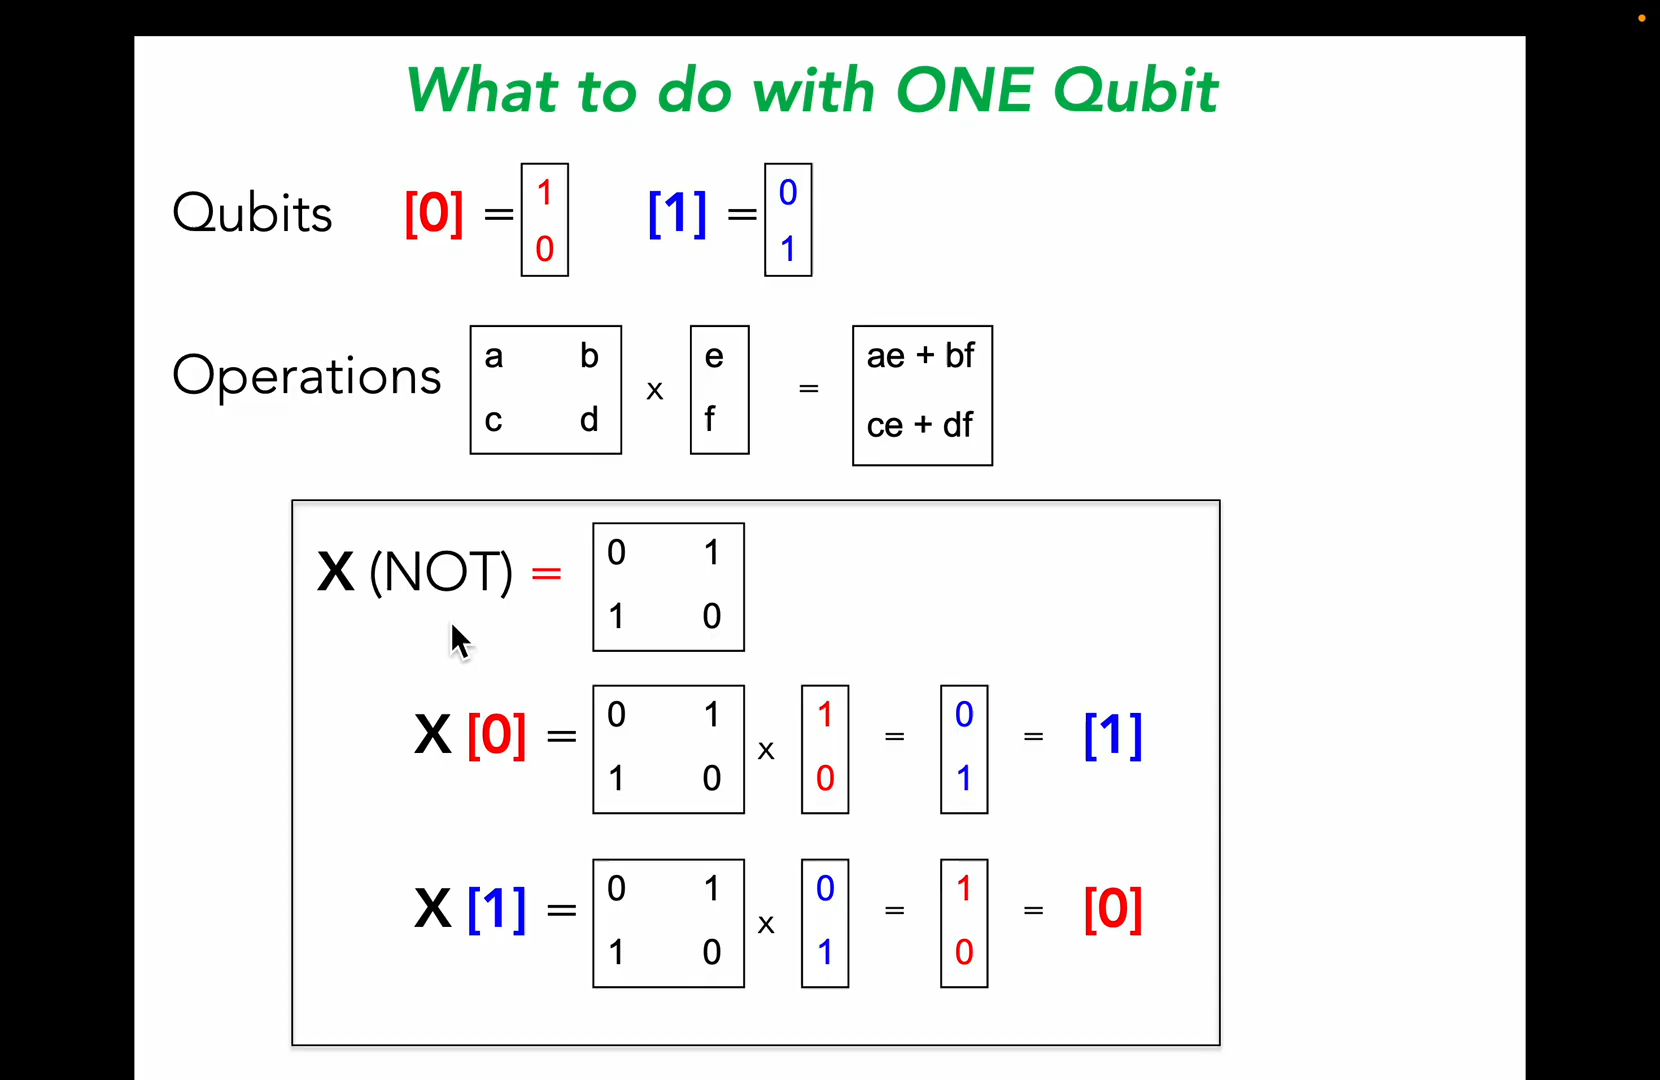 What to do with ONE Qubit
Qubits [0] = 1 [1] = 0
0 1
Operations a b x e = ae + bf
c d f ce + df
X (NOT) = 0 1
1 0
X [0] = 0 1 x 1 = 0 = [1]
1 0 0 1
X [1] = 0 1 x 0 = 1 = [0]
1 0 1 0